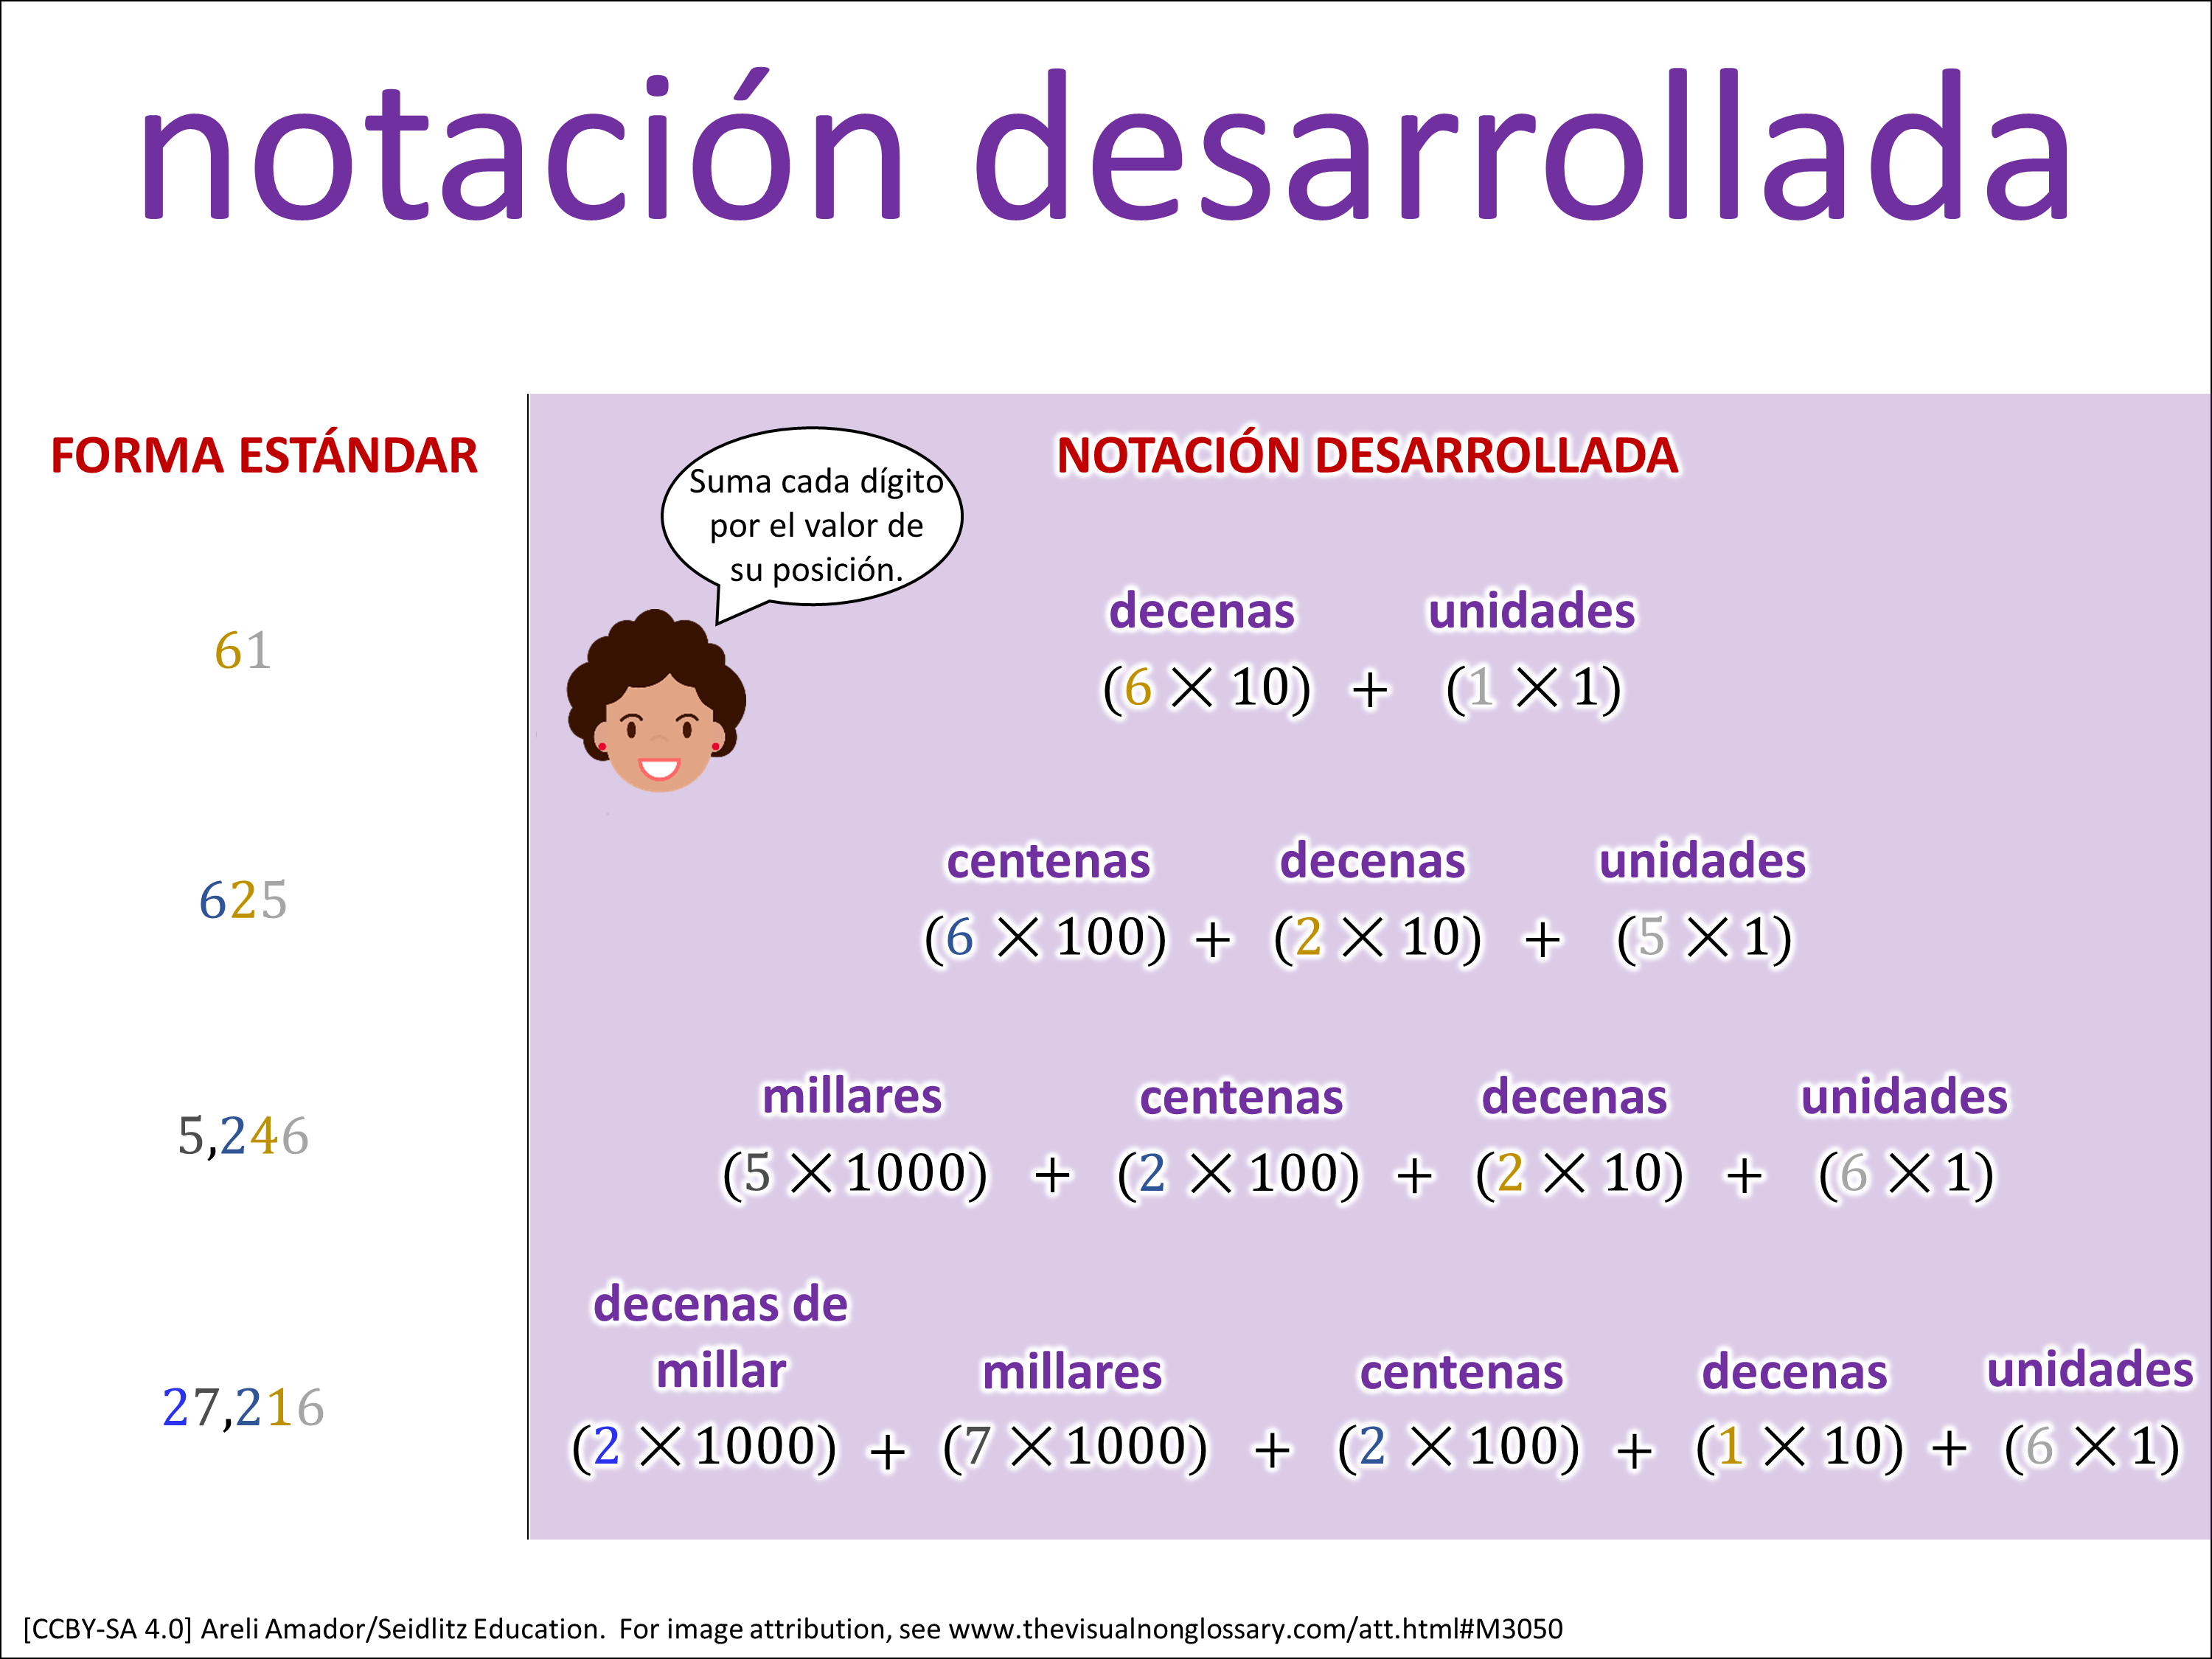 notación desarrollada
FORMA ESTÁNDAR
NOTACIÓN DESARROLLADA
Suma cada dígito
por el valor de
su posición.
decenas unidades
61
(6 × 10) + (1 × 1)
centenas decenas unidades
625
(6 × 100) + (2 × 10) + (5 × 1)
millares centenas decenas unidades
5,246
(5 × 1000) + (2 × 100) + (2 × 10) + (6 × 1)
decenas de
millar millares centenas decenas unidades
27,216
(2 × 1000) + (7 × 1000) + (2 × 100) + (1 × 10) + (6 × 1)
[CCBY-SA 4.0] Areli Amador/Seidlitz Education. For image attribution, see www.thevisualnonglossary.com/att.html#M3050